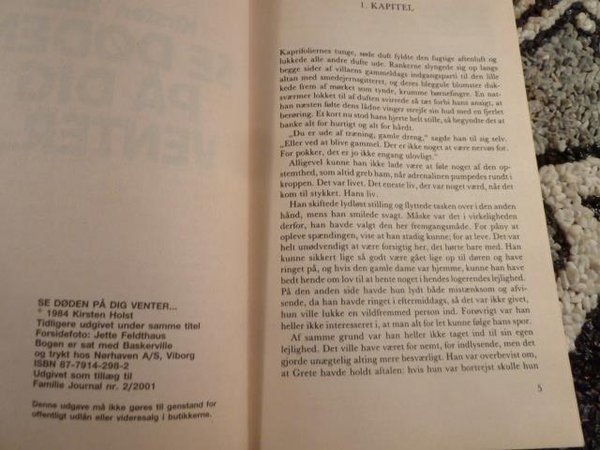 SE DØDEN PÅ DIG VENTER...
© 1984 Kirsten Holst
Tidligere udgivet under samme titel
Forsidefoto: Jette Feldthaus
Bogen er sat med Baskerville
og trykt hos Nørhaven A/S, Viborg
ISBN 87-7914-298-2
Udgivet som tillæg til
Familie Journal nr. 2/2001
Denne udgave må ikke gøres til genstand for
offentligt udlån eller videresalg i butikkerne.
1. KAPITEL
Kaprifoliernes tunge, søde duft fyldte den fugtige aftenluft og
lukkede alle andre dufte ude. Rankerne slyngede sig op langs
begge sider af villaens gammeldags indgangsparti til den lille
altan med smedejernsgitteret, og deres bleggule blomster duk-
kede frem af mørket som tynde, krumme børnefingre. En nat-
sværmer lokket til af duften svirrede så tæt forbi hans ansigt, at
han næsten følte dens lådne vinger strejfe sin hud med en fjerlet
berøring. Et kort nu stod hans hjerte helt stille, så begyndte det at
banke alt for hurtigt og alt for hårdt.
„Du er ude af træning, gamle dreng,” sagde han til sig selv.
„Eller ved at blive gammel. Der er ikke noget at være nervøs for.
For pokker, det er jo ikke engang ulovligt.”
Alligevel kunne han ikke lade være at føle noget af den op-
stemthed, som altid greb ham, når adrenalinen pumpedes rundt i
kroppen. Det var livet. Det eneste liv, der var noget værd, når det
kom til stykket. Hans liv.
Han skiftede lydløst stilling og flyttede tasken over i den anden
hånd, mens han smilede svagt. Måske var det i virkeligheden
derfor, han havde valgt den her fremgangsmåde. For påny at
opleve spændingen, vise at han stadig kunne; for at leve. Det var
helt unødvendigt at være forsigtig her, det hørte bare med. Han
kunne sikkert lige så godt være gået lige op til døren og have
ringet på, og hvis den gamle dame var hjemme, kunne han have
bedt hende om lov til at hente noget i hendes logerendes lejlighed.
På den anden side havde hun lydt både mistænksom og afvi-
sende, da han havde ringet i eftermiddags, så det var ikke givet,
hun ville lukke en vildfremmed person ind. Forøvrigt var han
heller ikke interesseret i, at man alt for let kunne følge hans spor.
Af samme grund var han heller ikke taget ind til sin egen
lejlighed. Det ville have været for nemt, for indlysende, men det
gjorde unægtelig alting mere besværligt. Han var overbevist om,
at Grete havde holdt aftalen: hvis hun var bortrejst skulle hun
5